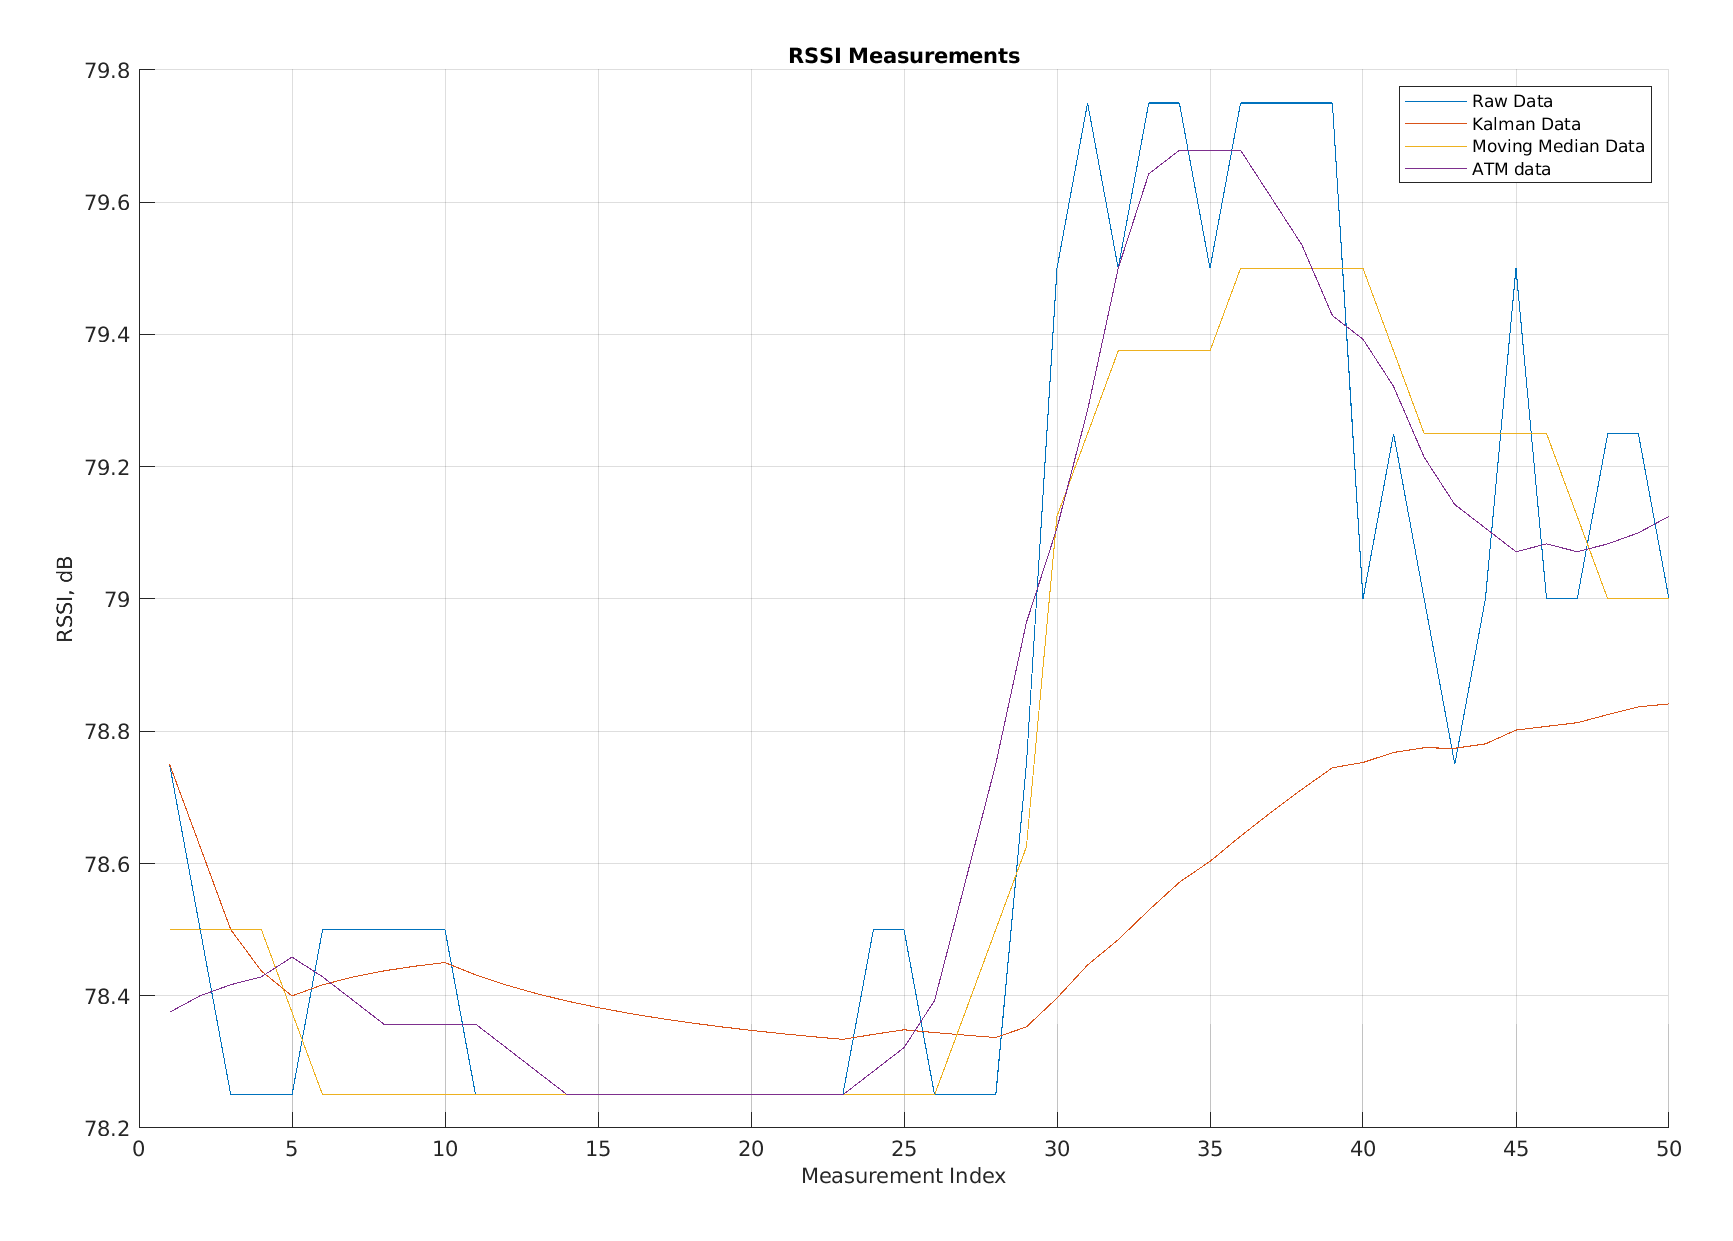 RSSI Measurements
79.8
79.6
79.4
79.2
79
78.8
78.6
78.4
78.2
RSSI, dB
Raw Data
Kalman Data
Moving Median Data
ATM data
0 5 10 15 20 25 30 35 40 45 50
Measurement Index